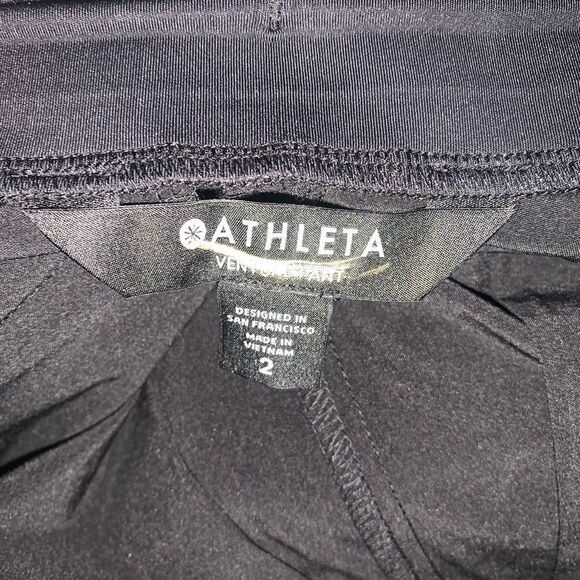 ATHLETA
DESIGNED IN
SAN FRANCISCO
MADE IN
VIETNAM
2